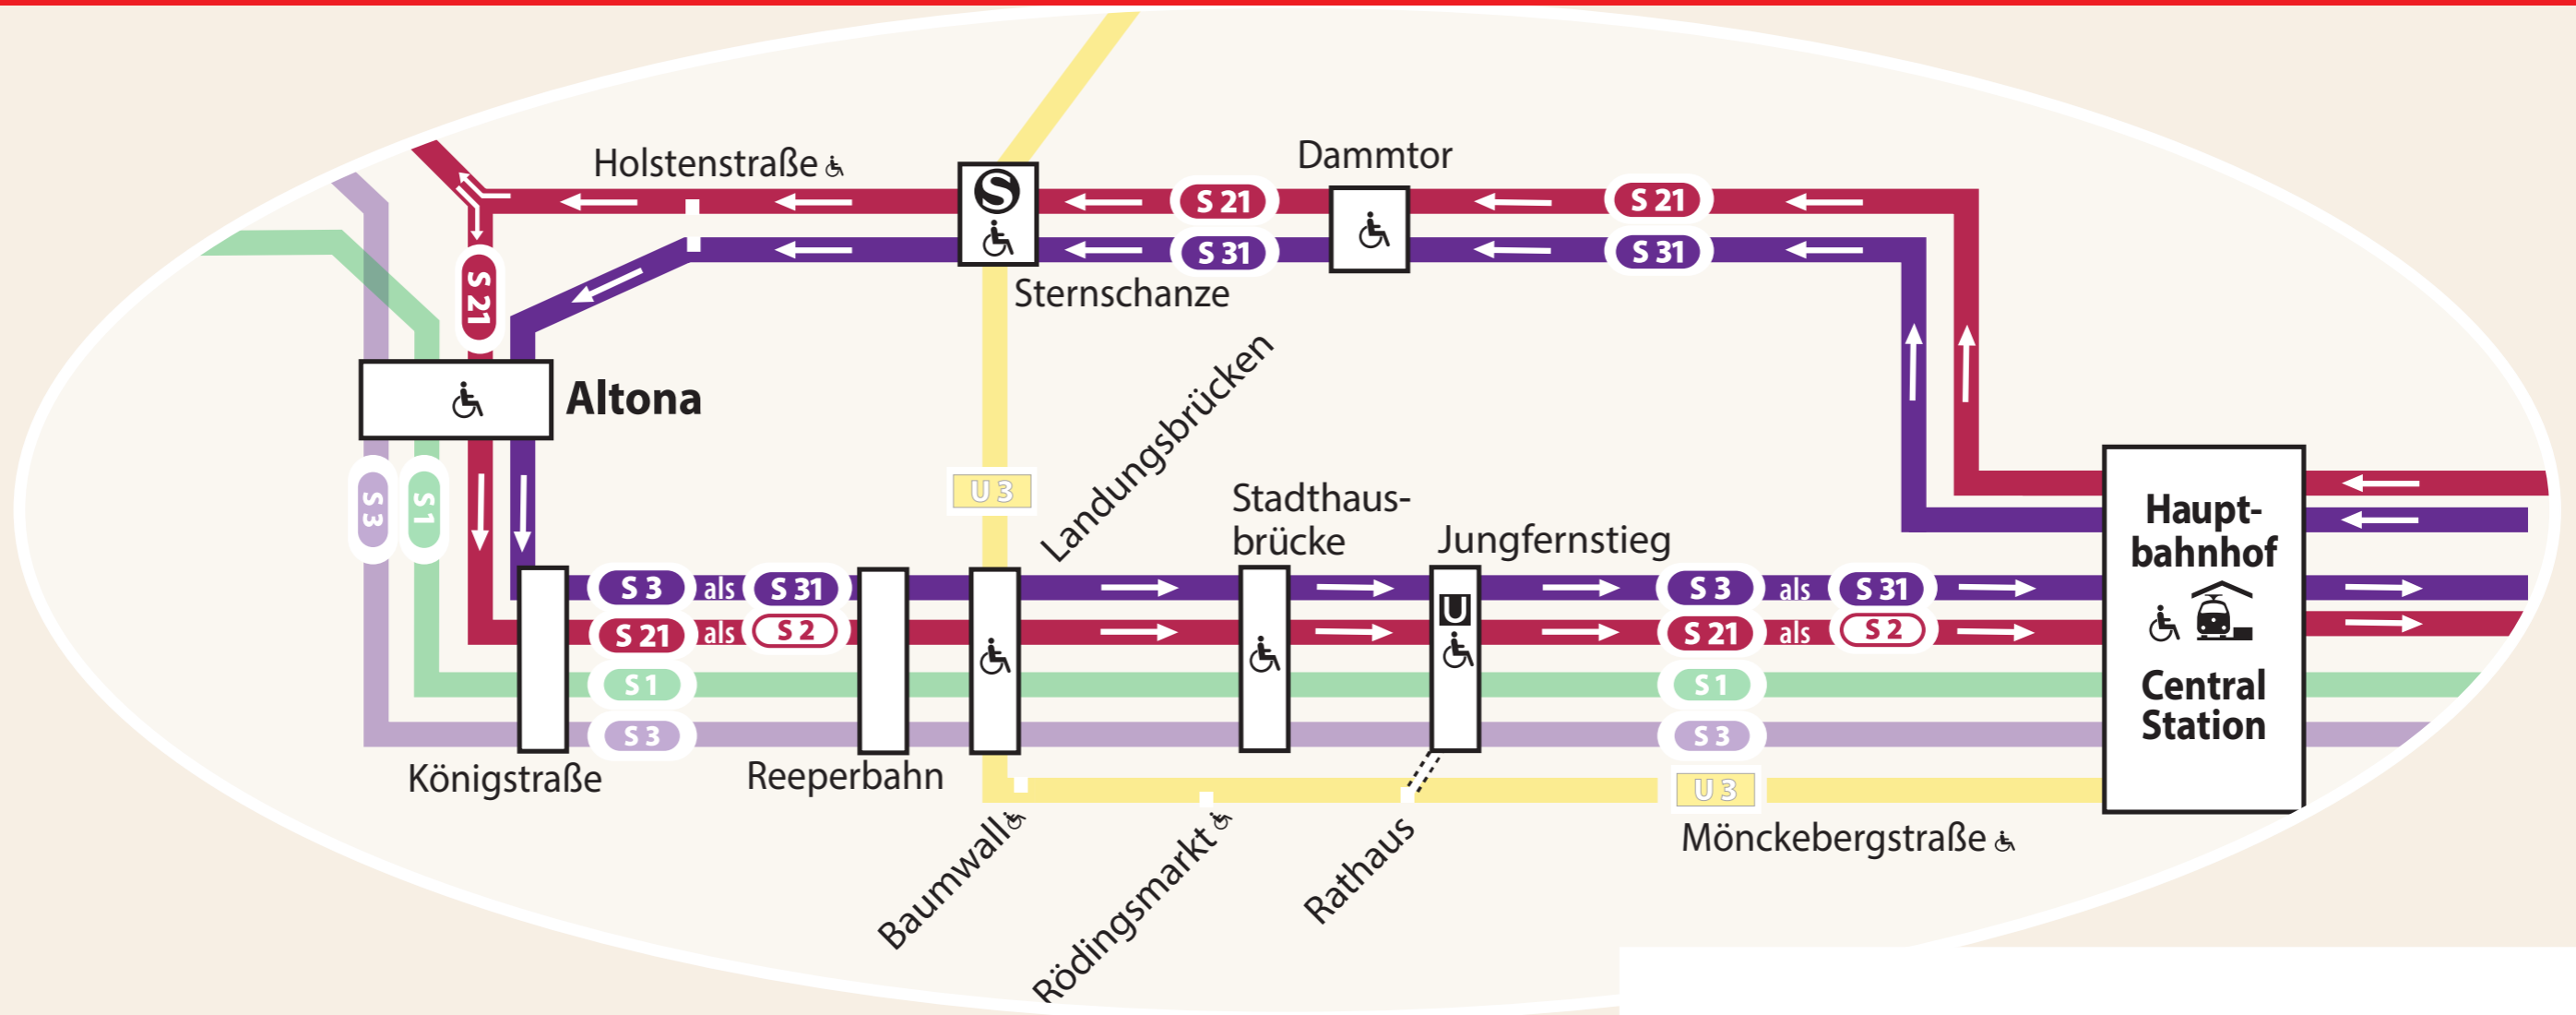 Holstenstraße
S
Dammtor
S 21
S 21
S 31
S 31
Sternschanze
S 21
Altona
Landungsbrücken
S 3
S 1
U 3
Stadthaus-
brücke
Jungfernstieg
Haupt-
bahnhof
Central
Station
S 3 als S 31
S 21 als S 2
S 1
S 3
U
S 3 als S 31
S 21 als S 2
S 1
S 3
U 3
Königstraße
Reeperbahn
Baumwall
Rödingsmarkt
Rathaus
Mönckebergstraße